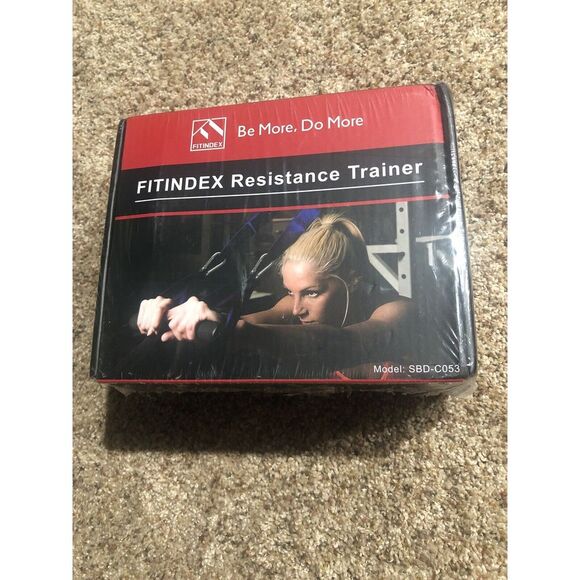 FITINDEX
Be More, Do More
FITINDEX Resistance Trainer
Model: SBD-C053